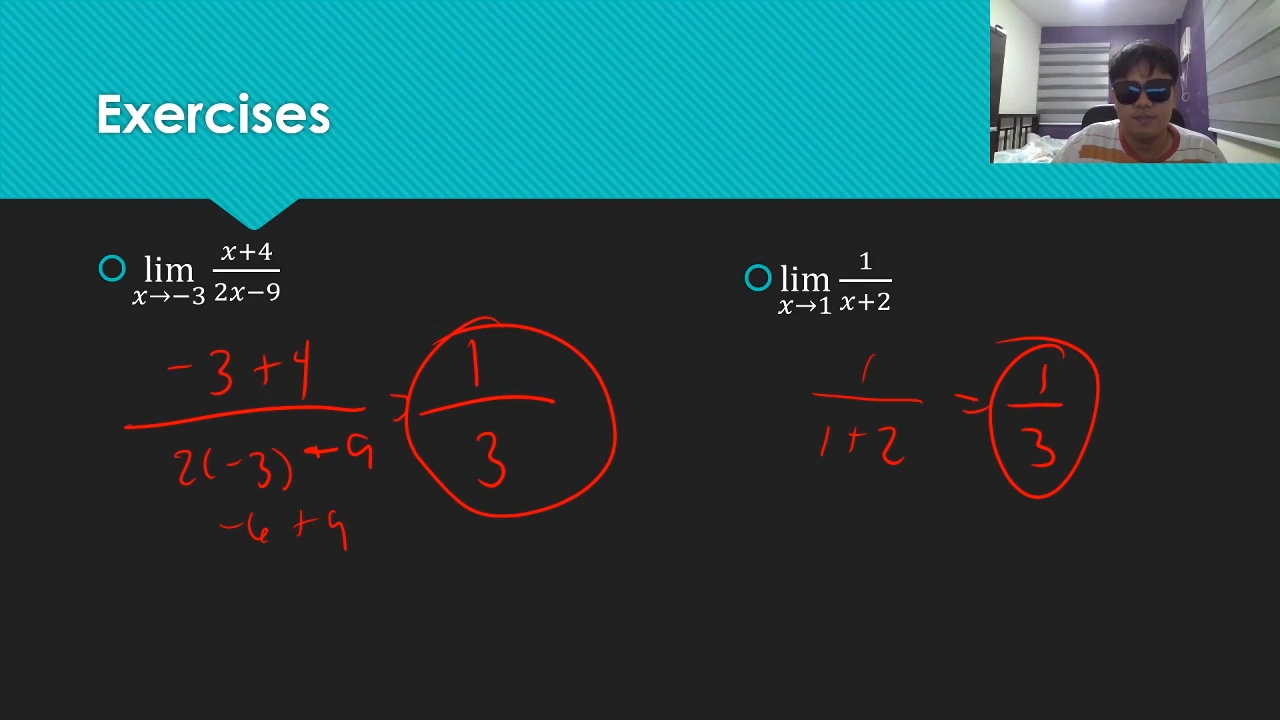 Exercises
lim x→−3 x+4/2x−9
-3+4/2(-3)-9 = 1/3
-6+9
lim x→1 1/x+2
1/1+2 = 1/3